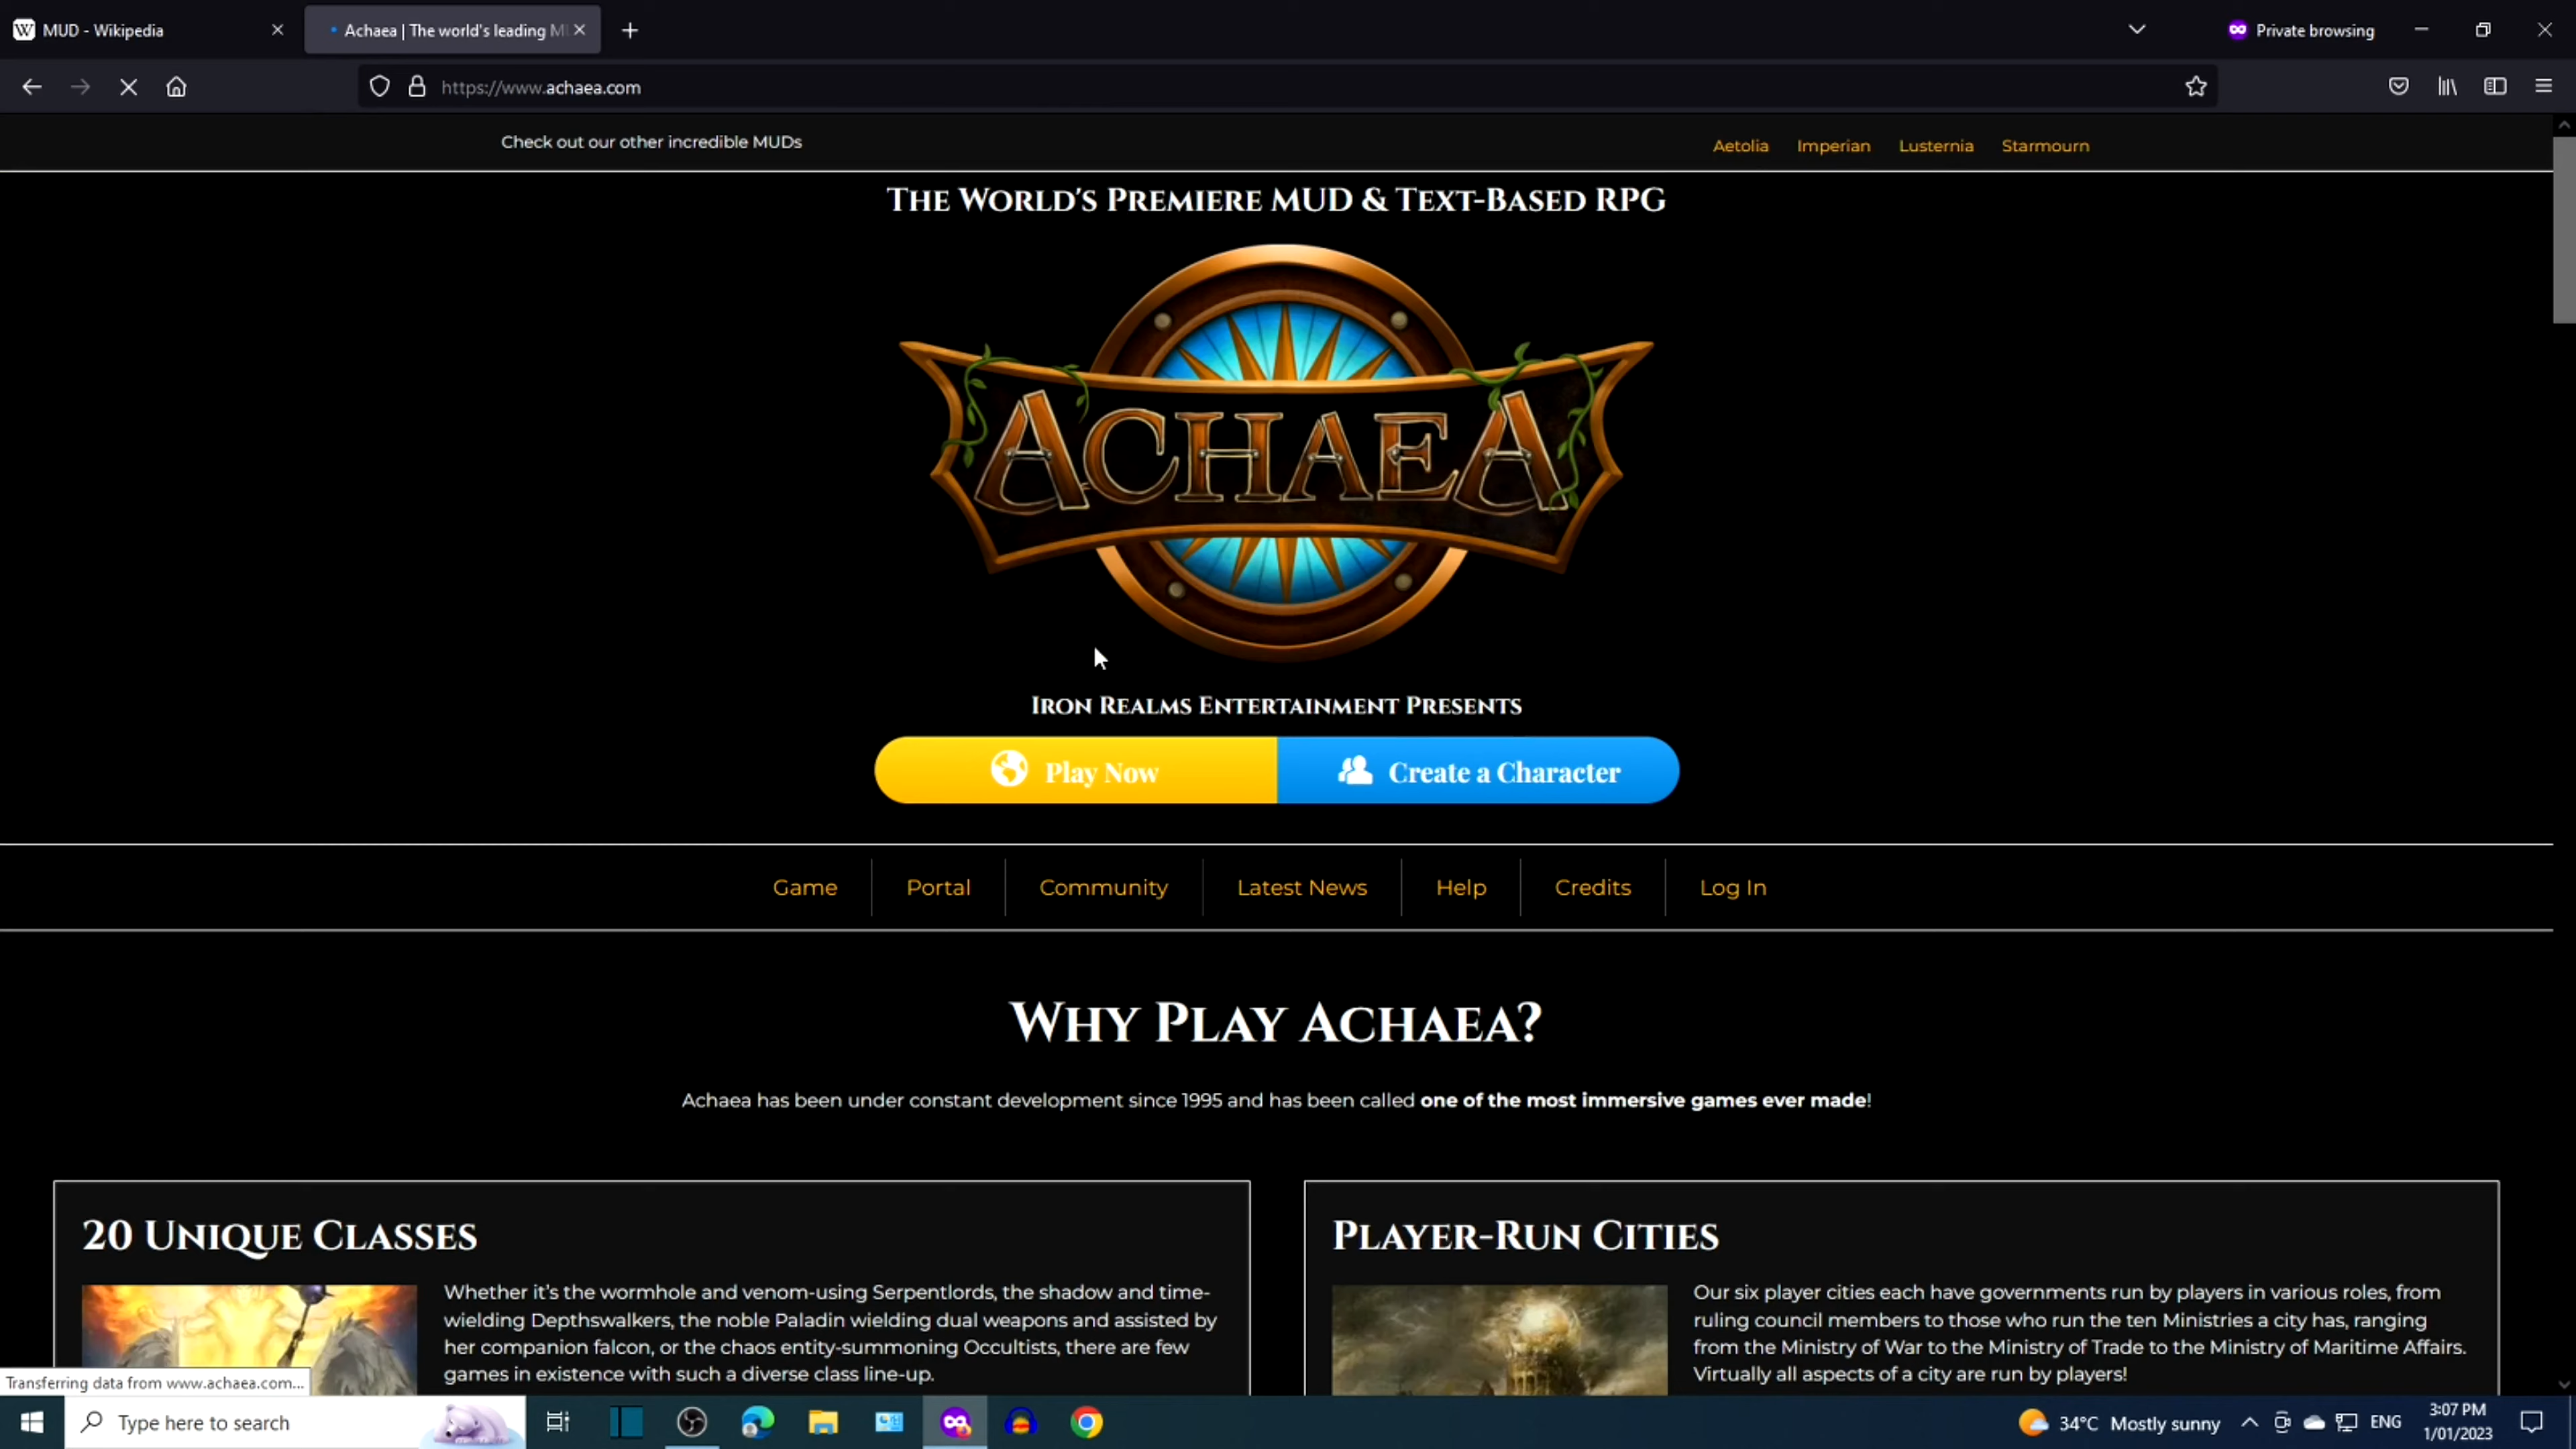 MUD - Wikipedia
Achaea | The world's leading M
Private browsing
https://www.achaea.com
Check out our other incredible MUDs
Aetolia Imperian Lusternia Starmourn
The World's Premiere MUD & Text-Based RPG
ACHAEA
Iron Realms Entertainment Presents
Play Now
Create a Character
Game
Portal
Community
Latest News
Help
Credits
Log In
Why Play Achaea?
Achaea has been under constant development since 1995 and has been called one of the most immersive games ever made!
20 Unique Classes
Whether it's the wormhole and venom-using Serpentlords, the shadow and time-
wielding Depthswalkers, the noble Paladin wielding dual weapons and assisted by
her companion falcon, or the chaos entity-summoning Occultists, there are few
games in existence with such a diverse class line-up.
Player-Run Cities
Our six player cities each have governments run by players in various roles, from
ruling council members to those who run the ten Ministries a city has, ranging
from the Ministry of War to the Ministry of Trade to the Ministry of Maritime Affairs.
Virtually all aspects of a city are run by players!
Transferring data from www.achaea.com...
Type here to search
34°C Mostly sunny
ENG
3:07 PM
1/01/2023